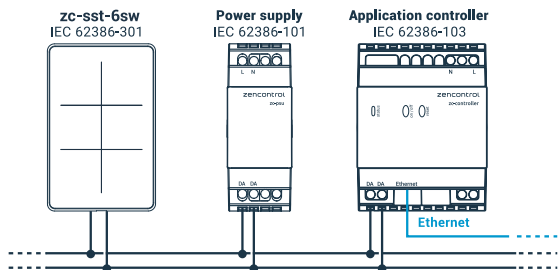 zc-sst-6sw
IEC 62386-301
Power supply
IEC 62386-101
Application controller
IEC 62386-103
L N
zencontrol
zc-psu
DA DA
N L
zencontrol
zc-controller
DA DA Ethernet
Ethernet